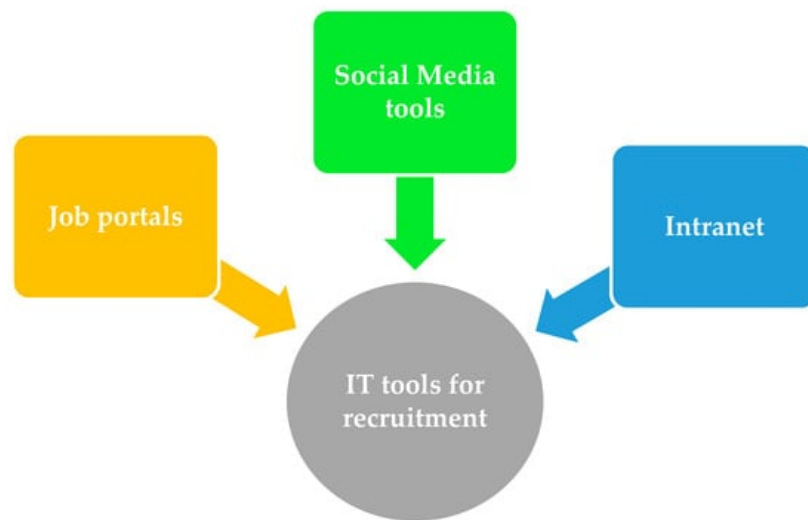 Social Media
tools
Job portals
Intranet
IT tools for
recruitment